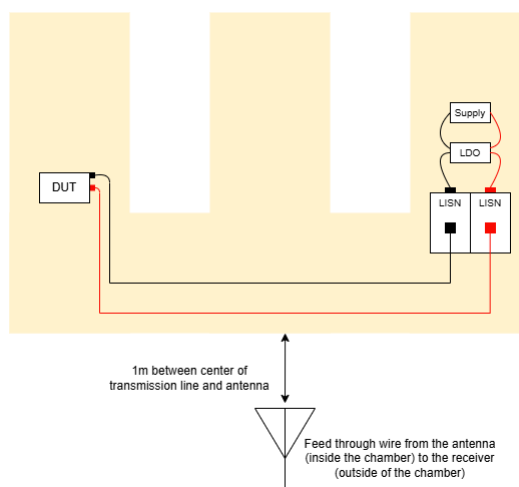 Supply
LDO
DUT
LISN
LISN
1m between center of
transmission line and antenna
Feed through wire from the antenna
(inside the chamber) to the receiver
(outside of the chamber)